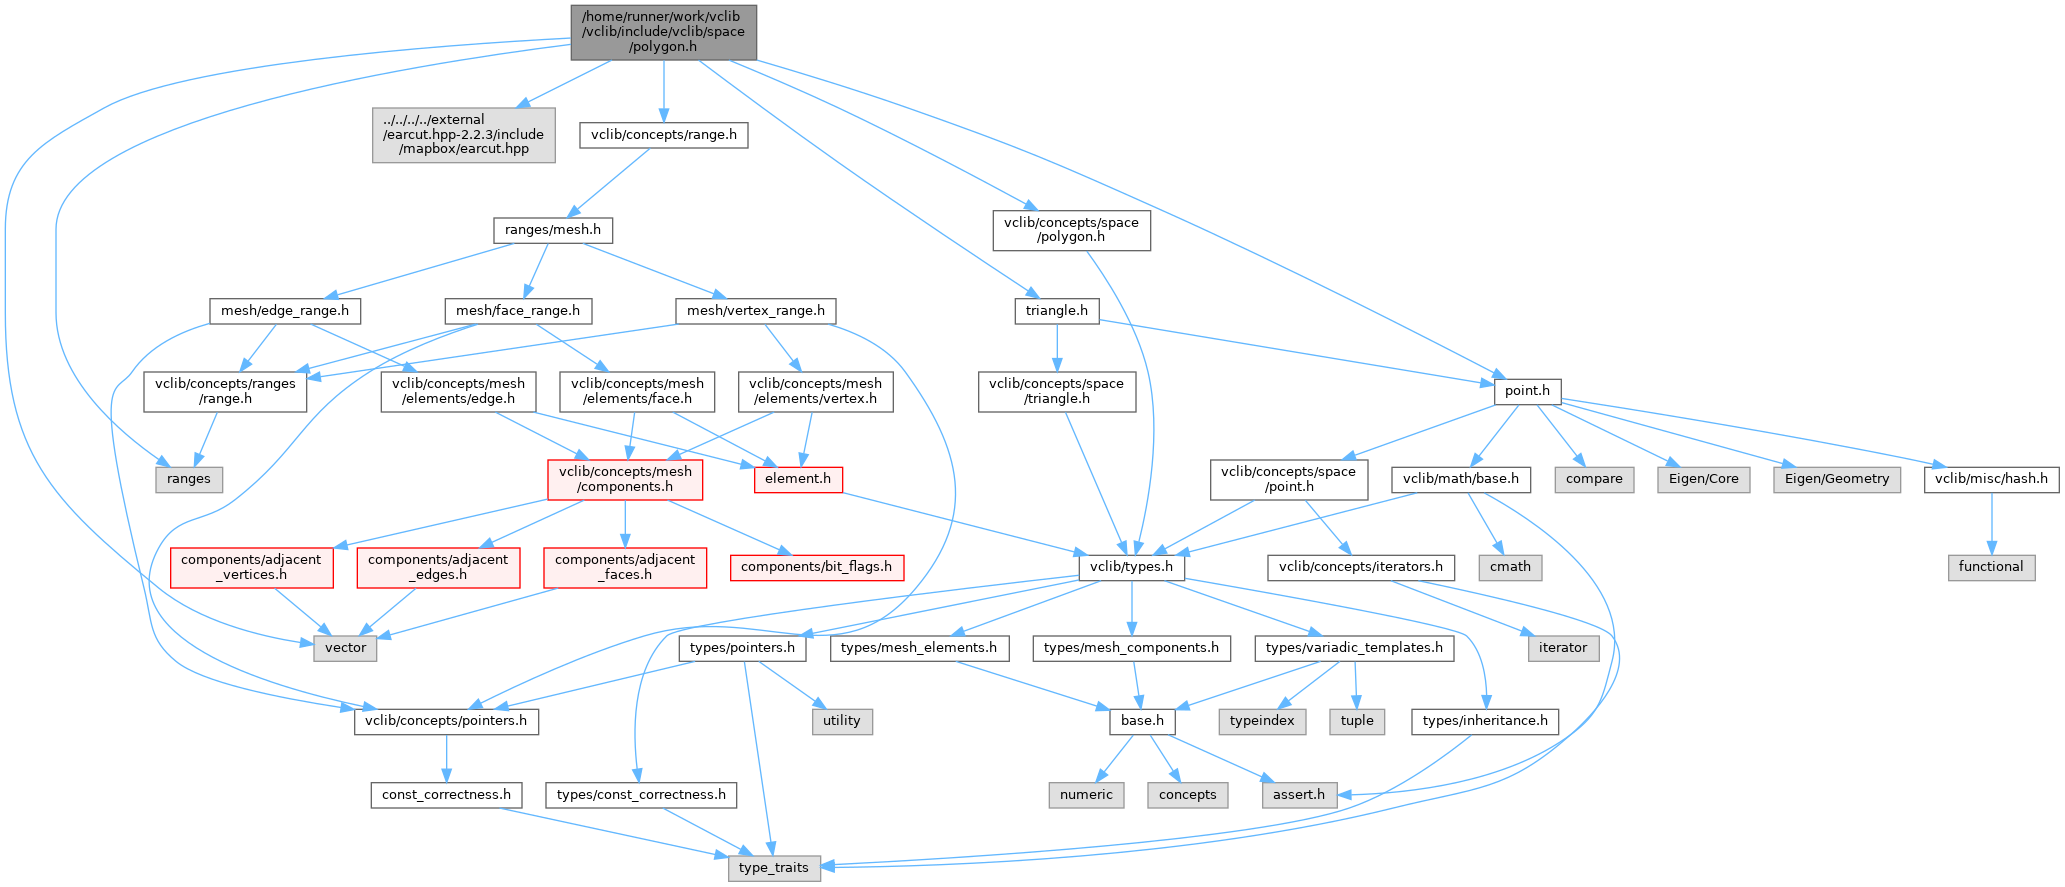 /home/runner/work/vclib
/vclib/include/vclib/space
/polygon.h
../../../../external
/earcut.hpp-2.2.3/include
/mapbox/earcut.hpp
vclib/concepts/range.h
ranges/mesh.h
vclib/concepts/space
/polygon.h
mesh/edge_range.h
mesh/face_range.h
mesh/vertex_range.h
triangle.h
vclib/concepts/ranges
/range.h
vclib/concepts/mesh
/elements/edge.h
vclib/concepts/mesh
/elements/face.h
vclib/concepts/mesh
/elements/vertex.h
vclib/concepts/space
/triangle.h
point.h
ranges
vclib/concepts/mesh
/components.h
element.h
vclib/concepts/space
/point.h
vclib/math/base.h
compare
Eigen/Core
Eigen/Geometry
vclib/misc/hash.h
components/adjacent
_vertices.h
components/adjacent
_edges.h
components/adjacent
_faces.h
components/bit_flags.h
vclib/types.h
vclib/concepts/iterators.h
cmath
functional
vector
types/pointers.h
types/mesh_elements.h
types/mesh_components.h
types/variadic_templates.h
iterator
vclib/concepts/pointers.h
utility
base.h
typeindex
tuple
types/inheritance.h
const_correctness.h
types/const_correctness.h
numeric
concepts
assert.h
type_traits